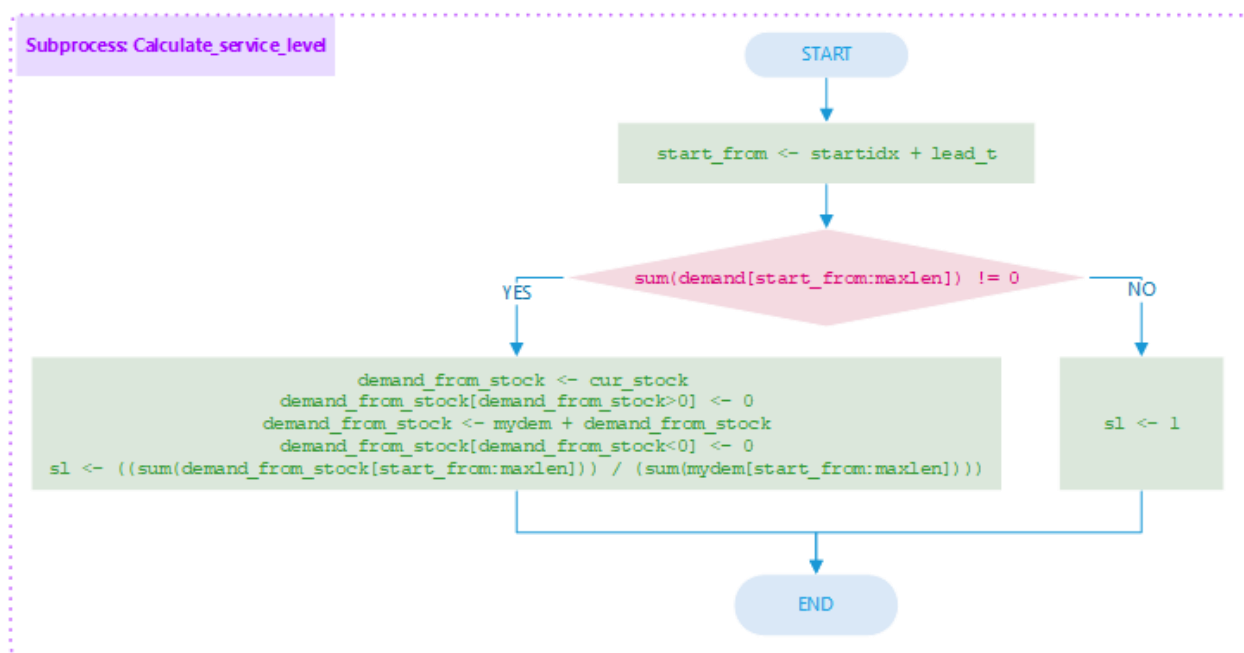 Subprocess: Calculate_service_level
START
start_from <- startidx + lead_t
sum(demand[start_from:maxlen]) != 0
YES
NO
demand_from_stock <- cur_stock
demand_from_stock[demand_from_stock>0] <- 0
demand_from_stock <- mydem + demand_from_stock
demand_from_stock[demand_from_stock<0] <- 0
sl <- ((sum(demand_from_stock[start_from:maxlen])) / (sum(mydem[start_from:maxlen])))
sl <- 1
END